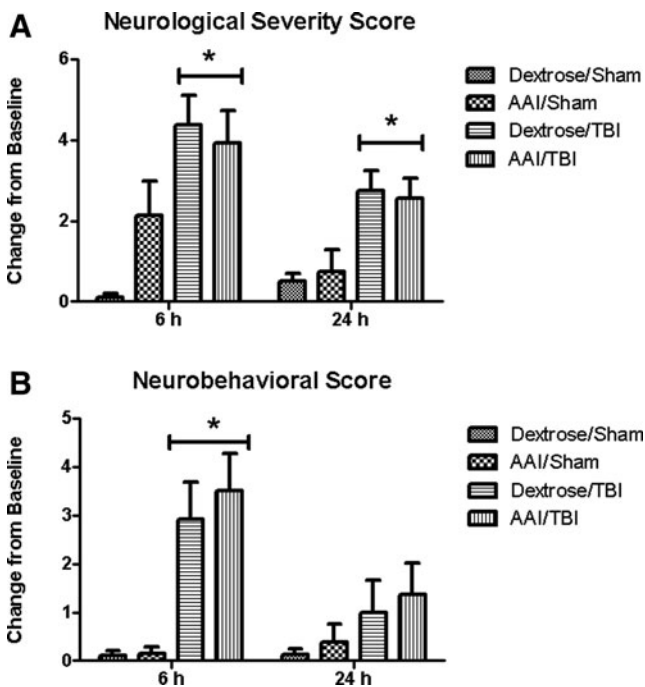 A
Neurological Severity Score
Change from Baseline
6
4
2
0
*
*
6 h
24 h
Dextrose/Sham
AAI/Sham
Dextrose/TBI
AAI/TBI
B
Neurobehavioral Score
Change from Baseline
5
4
3
2
1
0
*
6 h
24 h
Dextrose/Sham
AAI/Sham
Dextrose/TBI
AAI/TBI